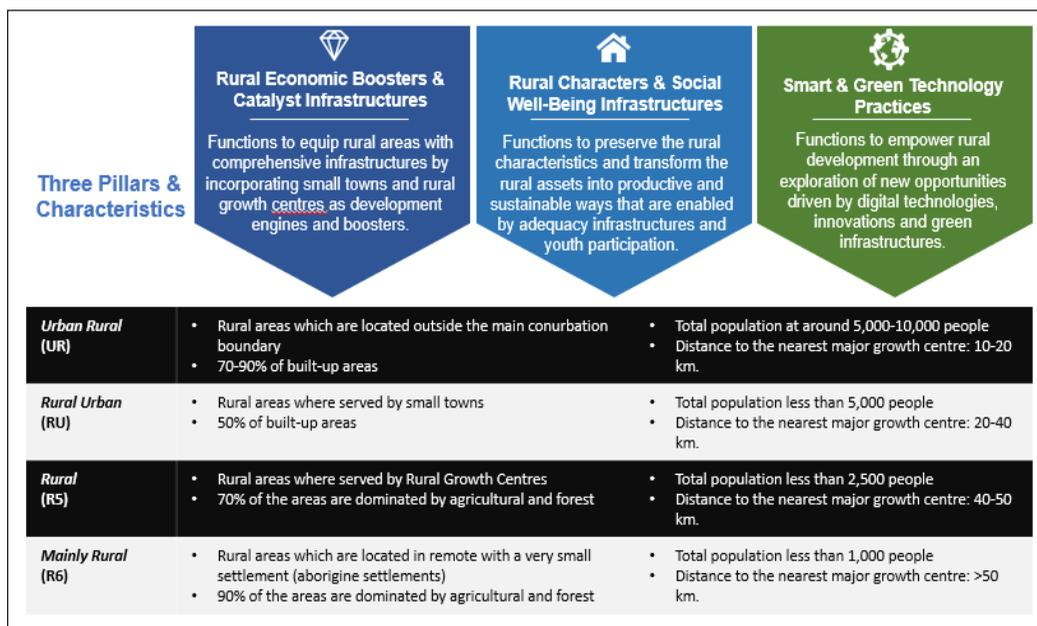 Three Pillars &
Characteristics
Rural Economic Boosters &
Catalyst Infrastructures
Functions to equip rural areas with
comprehensive infrastructures by
incorporating small towns and rural
growth centres as development
engines and boosters.
Rural Characters & Social
Well-Being Infrastructures
Functions to preserve the rural
characteristics and transform the
rural assets into productive and
sustainable ways that are enabled
by adequacy infrastructures and
youth participation.
Smart & Green Technology
Practices
Functions to empower rural
development through an
exploration of new opportunities
driven by digital technologies,
innovations and green
infrastructures.
Urban Rural
(UR)
• Rural areas which are located outside the main conurbation
boundary
• 70-90% of built-up areas
• Total population at around 5,000-10,000 people
• Distance to the nearest major growth centre: 10-20
km.
Rural Urban
(RU)
• Rural areas where served by small towns
• 50% of built-up areas
• Total population less than 5,000 people
• Distance to the nearest major growth centre: 20-40
km.
Rural
(R5)
• Rural areas where served by Rural Growth Centres
• 70% of the areas are dominated by agricultural and forest
• Total population less than 2,500 people
• Distance to the nearest major growth centre: 40-50
km.
Mainly Rural
(R6)
• Rural areas which are located in remote with a very small
settlement (aborigine settlements)
• 90% of the areas are dominated by agricultural and forest
• Total population less than 1,000 people
• Distance to the nearest major growth centre: >50
km.